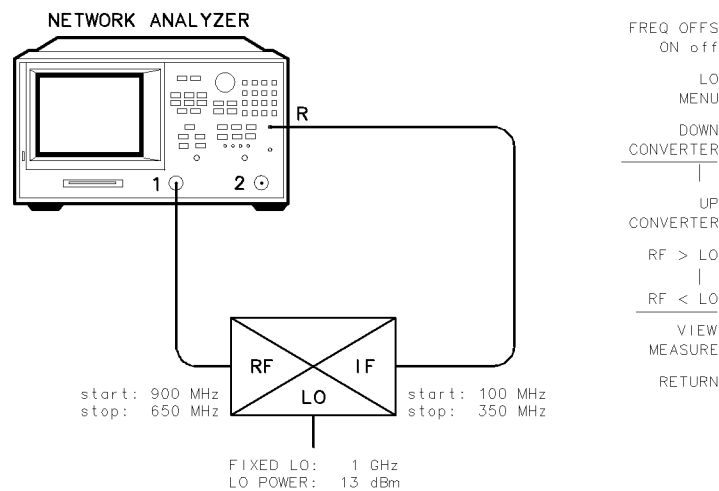 NETWORK ANALYZER
R
1
2
RF
IF
LO
start: 900 MHz
stop: 650 MHz
start: 100 MHz
stop: 350 MHz
FIXED LO: 1 GHz
LO POWER: 13 dBm
FREQ OFFS
ON off
LO
MENU
DOWN
CONVERTER
UP
CONVERTER
RF > LO
RF < LO
VIEW
MEASURE
RETURN